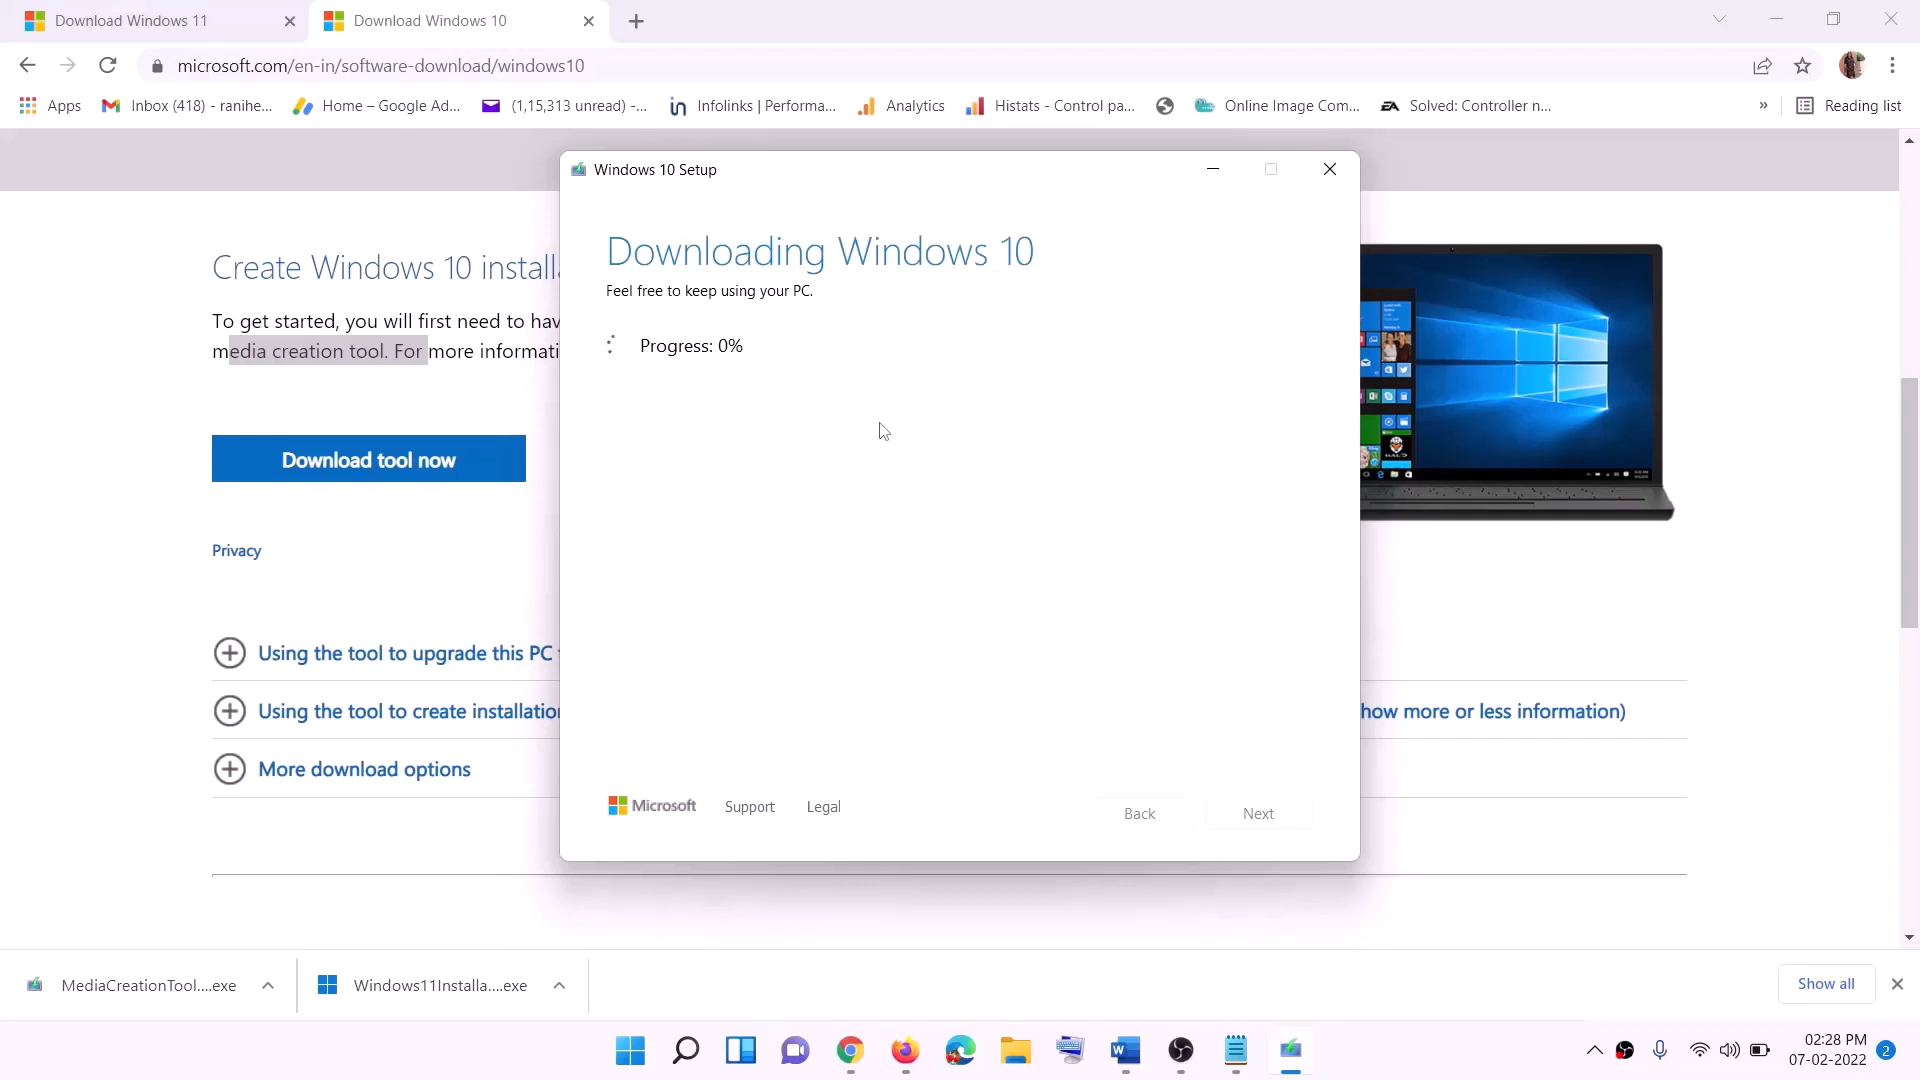 Download Windows 11
Download Windows 10
microsoft.com/en-in/software-download/windows10
Apps
Inbox (418) - ranihe...
Home – Google Ad...
(1,15,313 unread) -...
in
Infolinks | Performa...
Analytics
Histats - Control pa...
Online Image Com...
EA
Solved: Controller n...
»
Reading list
Windows 10 Setup
Downloading Windows 10
Feel free to keep using your PC.
Progress: 0%
Create Windows 10 install
To get started, you will first need to hav
media creation tool. For more informati
Download tool now
Privacy
Using the tool to upgrade this PC
Using the tool to create installation
how more or less information)
More download options
Microsoft
Support
Legal
Back
Next
MediaCreationTool....exe
Windows11Installa....exe
Show all
02:28 PM
07-02-2022
2